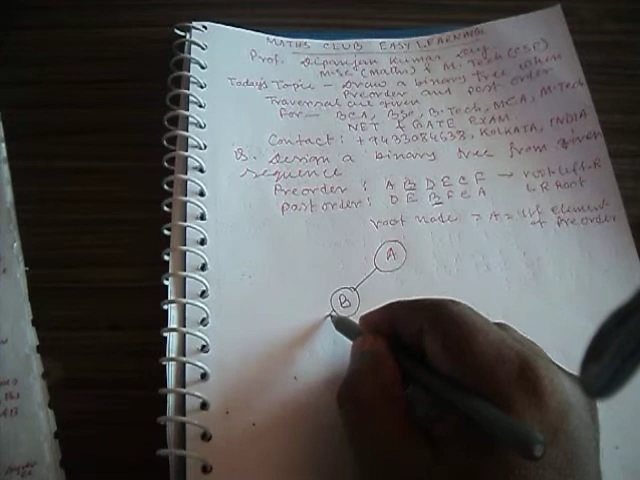 MATHS CLUB EASY LEARNING
Prof. Dipanjan Kumar Dey
M.Sc (Maths) & M.Tech (CSE)
Today's Topic - Draw a binary tree when
Preorder and post order
Traversal are given
For - BCA, BSc, B.Tech, MCA, M.Tech
NET & GATE EXAM.
Contact: +9433084638, KOLKATA, INDIA
Q. Design a binary tree from given
sequence
Preorder: A B D E C F → root left R
Post order: D E B F C A L R Root
root node = A = 1st element
of Preorder
A
B